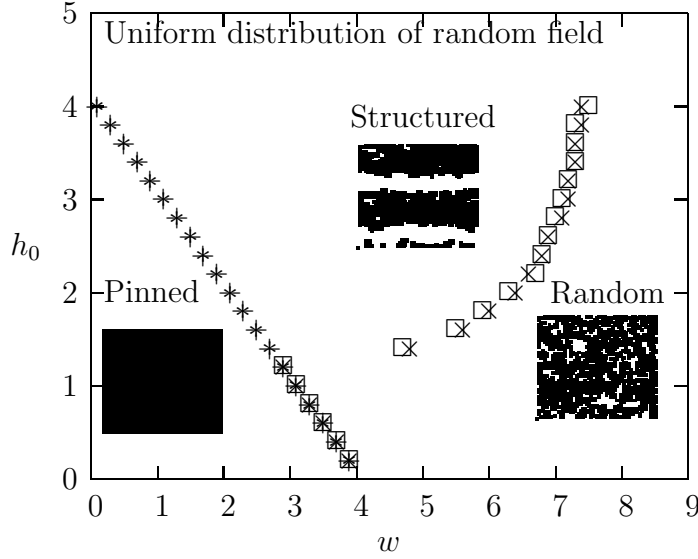 Uniform distribution of random field
5
4
3
2
1
0
h₀
Structured
Pinned
Random
0 1 2 3 4 5 6 7 8 9
w